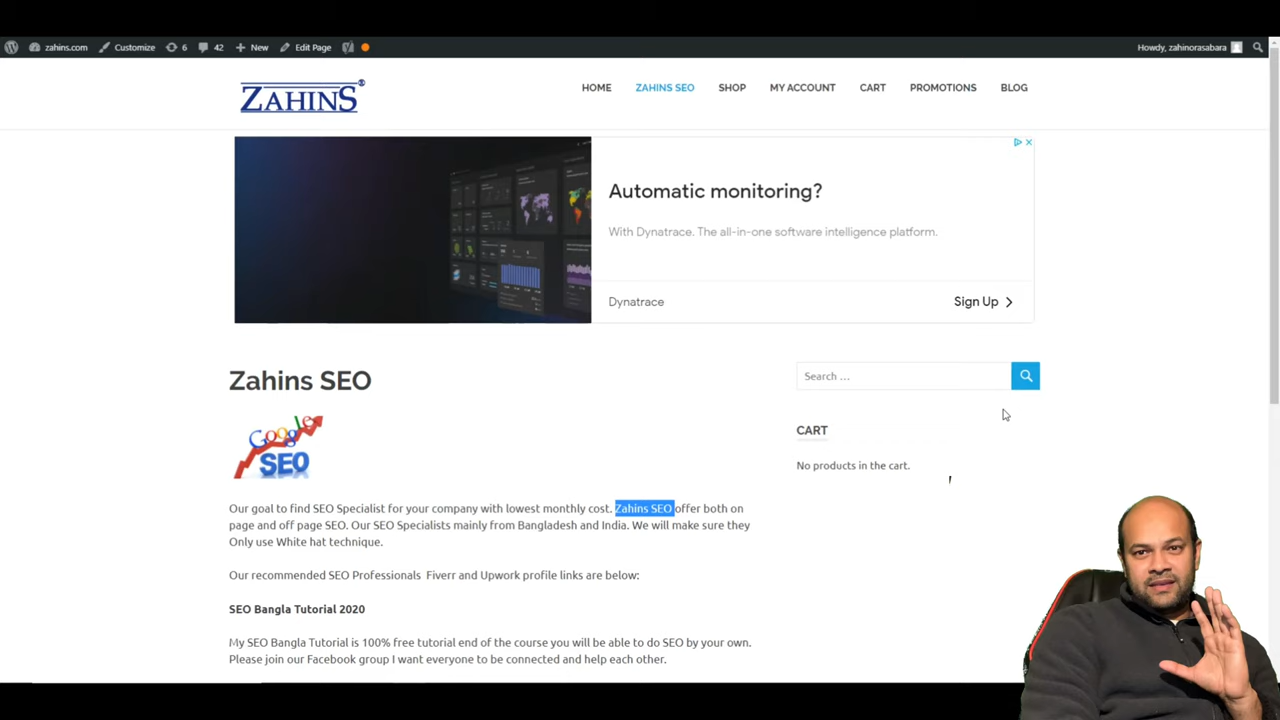 zahins.com Customize 6 42 New Edit Page Howdy, zahinorasabara
ZAHINS®
HOME ZAHINS SEO SHOP MY ACCOUNT CART PROMOTIONS BLOG
Automatic monitoring?
With Dynatrace. The all-in-one software intelligence platform.
Dynatrace Sign Up
Zahins SEO
Search …
Google
SEO
CART
No products in the cart.
Our goal to find SEO Specialist for your company with lowest monthly cost. Zahins SEO offer both on
page and off page SEO. Our SEO Specialists mainly from Bangladesh and India. We will make sure they
Only use White hat technique.
Our recommended SEO Professionals Fiverr and Upwork profile links are below:
SEO Bangla Tutorial 2020
My SEO Bangla Tutorial is 100% free tutorial end of the course you will be able to do SEO by your own.
Please join our Facebook group I want everyone to be connected and help each other.